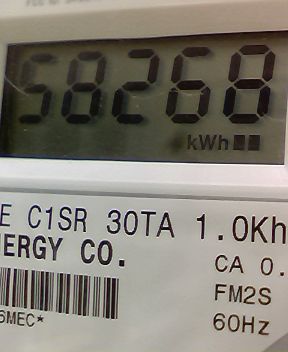 58268
kWh
E C1SR 30TA 1.0Kh
ERGY CO.
CA 0.
FM2S
6MEC*
60Hz